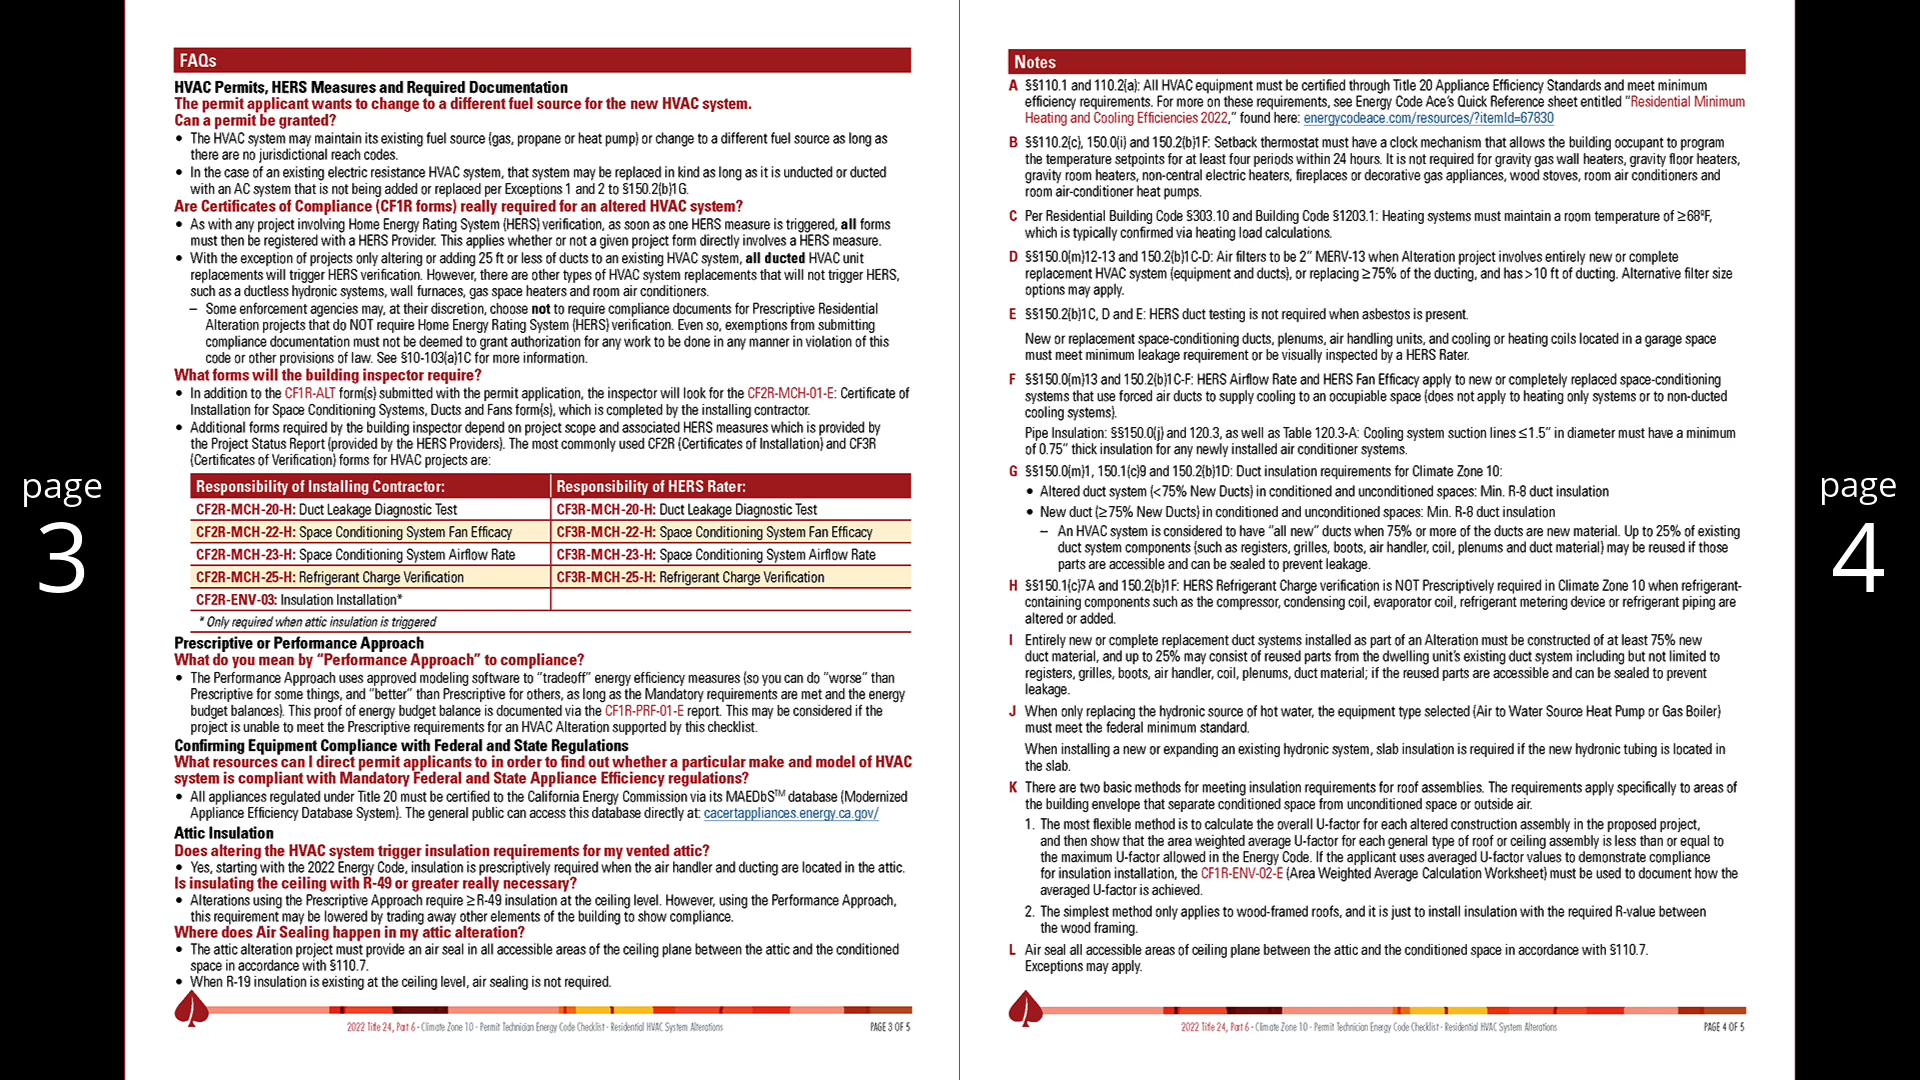 page
3
FAQs
HVAC Permits, HERS Measures and Required Documentation
The permit applicant wants to change to a different fuel source for the new HVAC system.
Can a permit be granted?
• The HVAC system may maintain its existing fuel source (gas, propane or heat pump) or change to a different fuel source as long as
there are no jurisdictional reach codes.
• In the case of an existing electric resistance HVAC system, that system may be replaced in kind as long as it is unducted or ducted
with an AC system that is not being added or replaced per Exceptions 1 and 2 to §150.2(b)1G.
Are Certificates of Compliance (CF1R forms) really required for an altered HVAC system?
• As with any project involving Home Energy Rating System (HERS) verification, as soon as one HERS measure is triggered, all forms
must then be registered with a HERS Provider. This applies whether or not a given project form directly involves a HERS measure.
• With the exception of projects only altering or adding 25 ft or less of ducts to an existing HVAC system, all ducted HVAC unit
replacements will trigger HERS verification. However, there are other types of HVAC system replacements that will not trigger HERS,
such as a ductless hydronic systems, wall furnaces, gas space heaters and room air conditioners.
– Some enforcement agencies may, at their discretion, choose not to require compliance documents for Prescriptive Residential
Alteration projects that do NOT require Home Energy Rating System (HERS) verification. Even so, exemptions from submitting
compliance documentation must not be deemed to grant authorization for any work to be done in any manner in violation of this
code or other provisions of law. See §10-103(a)1C for more information.
What forms will the building inspector require?
• In addition to the CF1R-ALT form(s) submitted with the permit application, the inspector will look for the CF2R-MCH-01-E: Certificate of
Installation for Space Conditioning Systems, Ducts and Fans form(s), which is completed by the installing contractor.
• Additional forms required by the building inspector depend on project scope and associated HERS measures which is provided by
the Project Status Report (provided by the HERS Providers). The most commonly used CF2R (Certificates of Installation) and CF3R
(Certificates of Verification) forms for HVAC projects are:
Responsibility of Installing Contractor: Responsibility of HERS Rater:
CF2R-MCH-20-H: Duct Leakage Diagnostic Test CF3R-MCH-20-H: Duct Leakage Diagnostic Test
CF2R-MCH-22-H: Space Conditioning System Fan Efficacy CF3R-MCH-22-H: Space Conditioning System Fan Efficacy
CF2R-MCH-23-H: Space Conditioning System Airflow Rate CF3R-MCH-23-H: Space Conditioning System Airflow Rate
CF2R-MCH-25-H: Refrigerant Charge Verification CF3R-MCH-25-H: Refrigerant Charge Verification
CF2R-ENV-03: Insulation Installation*
* Only required when attic insulation is triggered
Prescriptive or Performance Approach
What do you mean by “Performance Approach” to compliance?
• The Performance Approach uses approved modeling software to “tradeoff” energy efficiency measures (so you can do “worse” than
Prescriptive for some things, and “better” than Prescriptive for others, as long as the Mandatory requirements are met and the energy
budget balances). This proof of energy budget balance is documented via the CF1R-PRF-01-E report. This may be considered if the
project is unable to meet the Prescriptive requirements for an HVAC Alteration supported by this checklist.
Confirming Equipment Compliance with Federal and State Regulations
What resources can I direct permit applicants to in order to find out whether a particular make and model of HVAC
system is compliant with Mandatory Federal and State Appliance Efficiency regulations?
• All appliances regulated under Title 20 must be certified to the California Energy Commission via its MAEDbS™ database (Modernized
Appliance Efficiency Database System). The general public can access this database directly at: cacertappliances.energy.ca.gov/
Attic Insulation
Does altering the HVAC system trigger insulation requirements for my vented attic?
• Yes, starting with the 2022 Energy Code, insulation is prescriptively required when the air handler and ducting are located in the attic.
Is insulating the ceiling with R-49 or greater really necessary?
• Alterations using the Prescriptive Approach require ≥R-49 insulation at the ceiling level. However, using the Performance Approach,
this requirement may be lowered by trading away other elements of the building to show compliance.
Where does Air Sealing happen in my attic alteration?
• The attic alteration project must provide an air seal in all accessible areas of the ceiling plane between the attic and the conditioned
space in accordance with §110.7.
• When R-19 insulation is existing at the ceiling level, air sealing is not required.
2022 Title 24, Part 6 - Climate Zone 10 - Permit Technician Energy Code Checklist - Residential HVAC System Alterations PAGE 3 OF 5
Notes
A §§110.1 and 110.2(a): All HVAC equipment must be certified through Title 20 Appliance Efficiency Standards and meet minimum
efficiency requirements. For more on these requirements, see Energy Code Ace’s Quick Reference sheet entitled “Residential Minimum
Heating and Cooling Efficiencies 2022,” found here: energycodeace.com/resources/?itemId=67830
B §§110.2(c), 150.0(i) and 150.2(b)1F: Setback thermostat must have a clock mechanism that allows the building occupant to program
the temperature setpoints for at least four periods within 24 hours. It is not required for gravity gas wall heaters, gravity floor heaters,
gravity room heaters, non-central electric heaters, fireplaces or decorative gas appliances, wood stoves, room air conditioners and
room air-conditioner heat pumps.
C Per Residential Building Code §303.10 and Building Code §1203.1: Heating systems must maintain a room temperature of ≥68ºF,
which is typically confirmed via heating load calculations.
D §§150.0(m)12-13 and 150.2(b)1C-D: Air filters to be 2” MERV-13 when Alteration project involves entirely new or complete
replacement HVAC system (equipment and ducts), or replacing ≥75% of the ducting, and has >10 ft of ducting. Alternative filter size
options may apply.
E §§150.2(b)1C, D and E: HERS duct testing is not required when asbestos is present.
New or replacement space-conditioning ducts, plenums, air handling units, and cooling or heating coils located in a garage space
must meet minimum leakage requirement or be visually inspected by a HERS Rater.
F §§150.0(m)13 and 150.2(b)1C-F: HERS Airflow Rate and HERS Fan Efficacy apply to new or completely replaced space-conditioning
systems that use forced air ducts to supply cooling to an occupiable space (does not apply to heating only systems or to non-ducted
cooling systems).
Pipe Insulation: §§150.0(j) and 120.3, as well as Table 120.3-A: Cooling system suction lines ≤1.5” in diameter must have a minimum
of 0.75” thick insulation for any newly installed air conditioner systems.
G §§150.0(m)1, 150.1(c)9 and 150.2(b)1D: Duct insulation requirements for Climate Zone 10:
• Altered duct system (<75% New Ducts) in conditioned and unconditioned spaces: Min. R-8 duct insulation
• New duct (≥75% New Ducts) in conditioned and unconditioned spaces: Min. R-8 duct insulation
– An HVAC system is considered to have “all new” ducts when 75% or more of the ducts are new material. Up to 25% of existing
duct system components (such as registers, grilles, boots, air handler, coil, plenums and duct material) may be reused if those
parts are accessible and can be sealed to prevent leakage.
H §§150.1(c)7A and 150.2(b)1F: HERS Refrigerant Charge verification is NOT Prescriptively required in Climate Zone 10 when refrigerant-
containing components such as the compressor, condensing coil, evaporator coil, refrigerant metering device or refrigerant piping are
altered or added.
I Entirely new or complete replacement duct systems installed as part of an Alteration must be constructed of at least 75% new
duct material, and up to 25% may consist of reused parts from the dwelling unit’s existing duct system including but not limited to
registers, grilles, boots, air handler, coil, plenums, duct material; if the reused parts are accessible and can be sealed to prevent
leakage.
J When only replacing the hydronic source of hot water, the equipment type selected (Air to Water Source Heat Pump or Gas Boiler)
must meet the federal minimum standard.
When installing a new or expanding an existing hydronic system, slab insulation is required if the new hydronic tubing is located in
the slab.
K There are two basic methods for meeting insulation requirements for roof assemblies. The requirements apply specifically to areas of
the building envelope that separate conditioned space from unconditioned space or outside air.
1. The most flexible method is to calculate the overall U-factor for each altered construction assembly in the proposed project,
and then show that the area weighted average U-factor for each general type of roof or ceiling assembly is less than or equal to
the maximum U-factor allowed in the Energy Code. If the applicant uses averaged U-factor values to demonstrate compliance
for insulation installation, the CF1R-ENV-02-E (Area Weighted Average Calculation Worksheet) must be used to document how the
averaged U-factor is achieved.
2. The simplest method only applies to wood-framed roofs, and it is just to install insulation with the required R-value between
the wood framing.
L Air seal all accessible areas of ceiling plane between the attic and the conditioned space in accordance with §110.7.
Exceptions may apply.
2022 Title 24, Part 6 - Climate Zone 10 - Permit Technician Energy Code Checklist - Residential HVAC System Alterations PAGE 4 OF 5
page
4